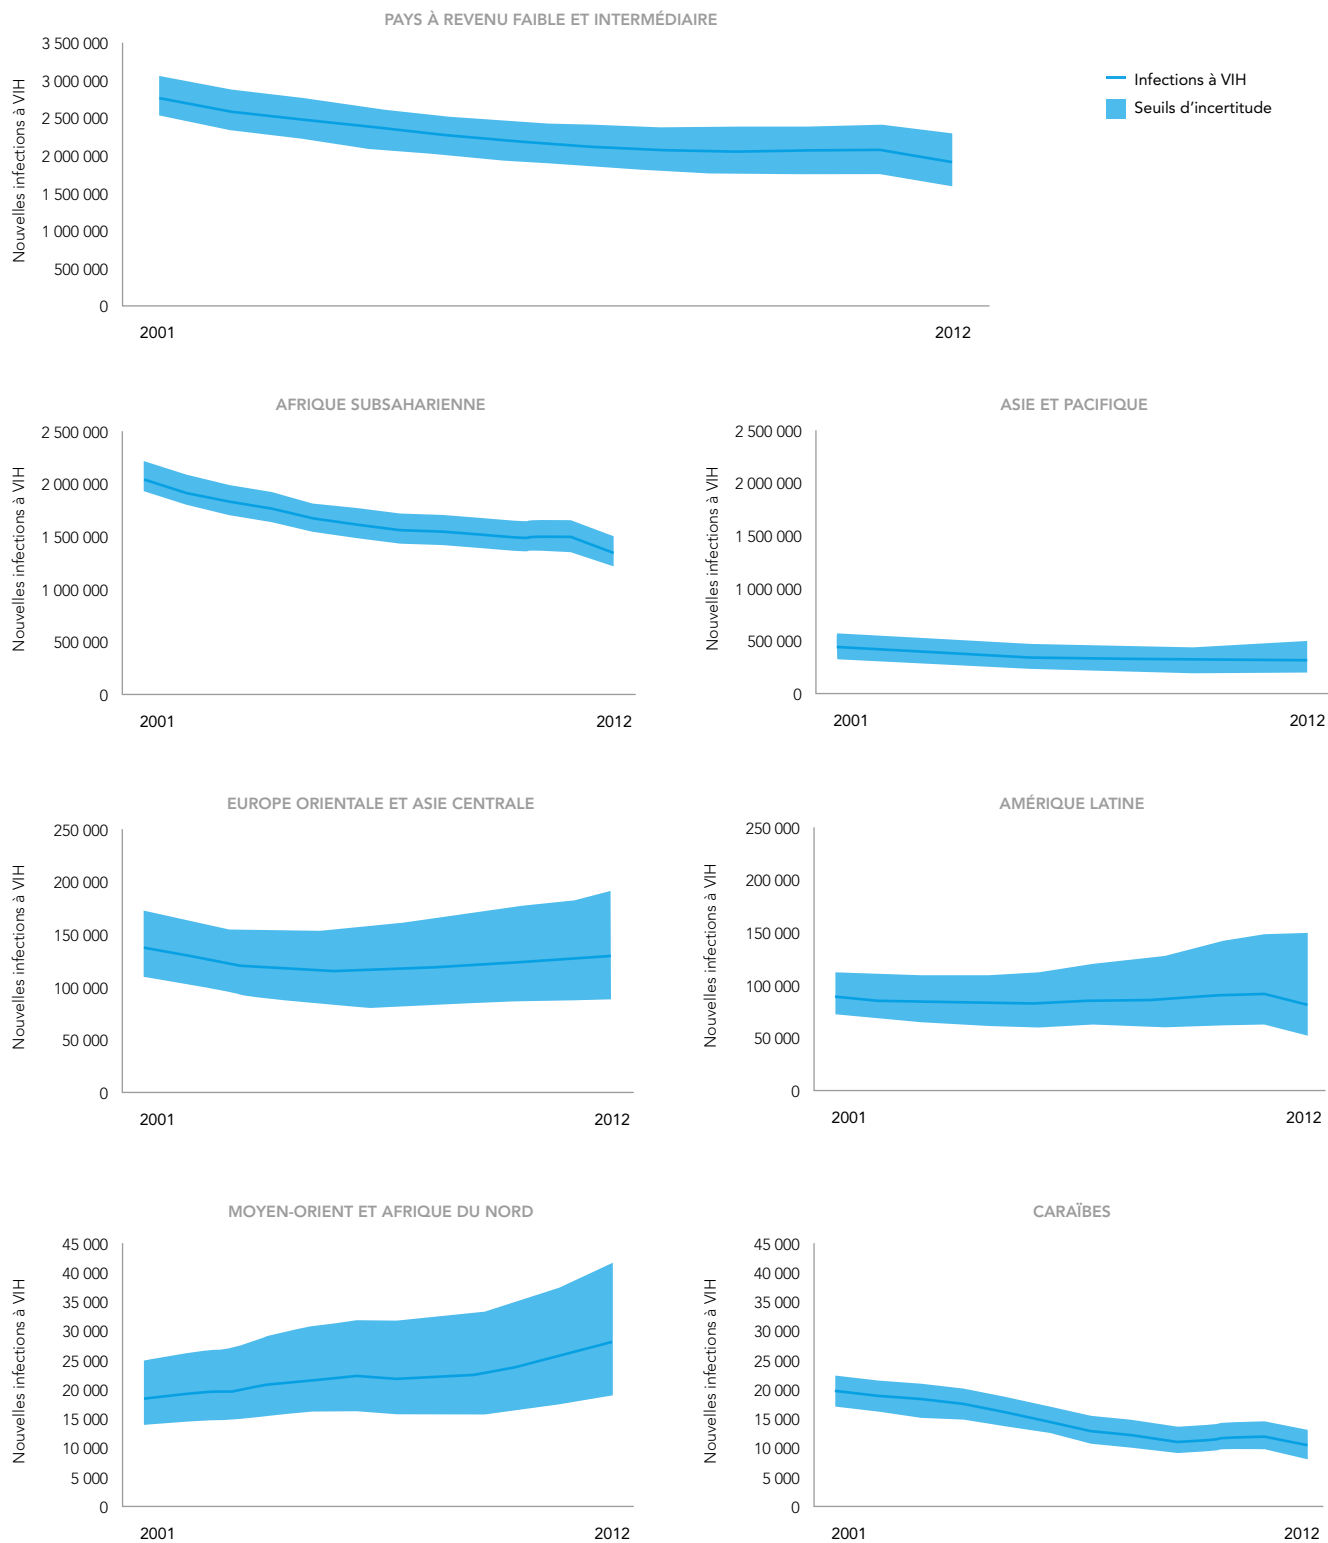 PAYS À REVENU FAIBLE ET INTERMÉDIAIRE
Nouvelles infections à VIH
3 500 000
3 000 000
2 500 000
2 000 000
1 500 000
1 000 000
500 000
0
2001
2012
Infections à VIH
Seuils d'incertitude
AFRIQUE SUBSAHARIENNE
Nouvelles infections à VIH
2 500 000
2 000 000
1 500 000
1 000 000
500 000
0
2001
2012
ASIE ET PACIFIQUE
Nouvelles infections à VIH
2 500 000
2 000 000
1 500 000
1 000 000
500 000
0
2001
2012
EUROPE ORIENTALE ET ASIE CENTRALE
Nouvelles infections à VIH
250 000
200 000
150 000
100 000
50 000
0
2001
2012
AMÉRIQUE LATINE
Nouvelles infections à VIH
250 000
200 000
150 000
100 000
50 000
0
2001
2012
MOYEN-ORIENT ET AFRIQUE DU NORD
Nouvelles infections à VIH
45 000
40 000
35 000
30 000
25 000
20 000
15 000
10 000
5 000
0
2001
2012
CARAÏBES
Nouvelles infections à VIH
45 000
40 000
35 000
30 000
25 000
20 000
15 000
10 000
5 000
0
2001
2012